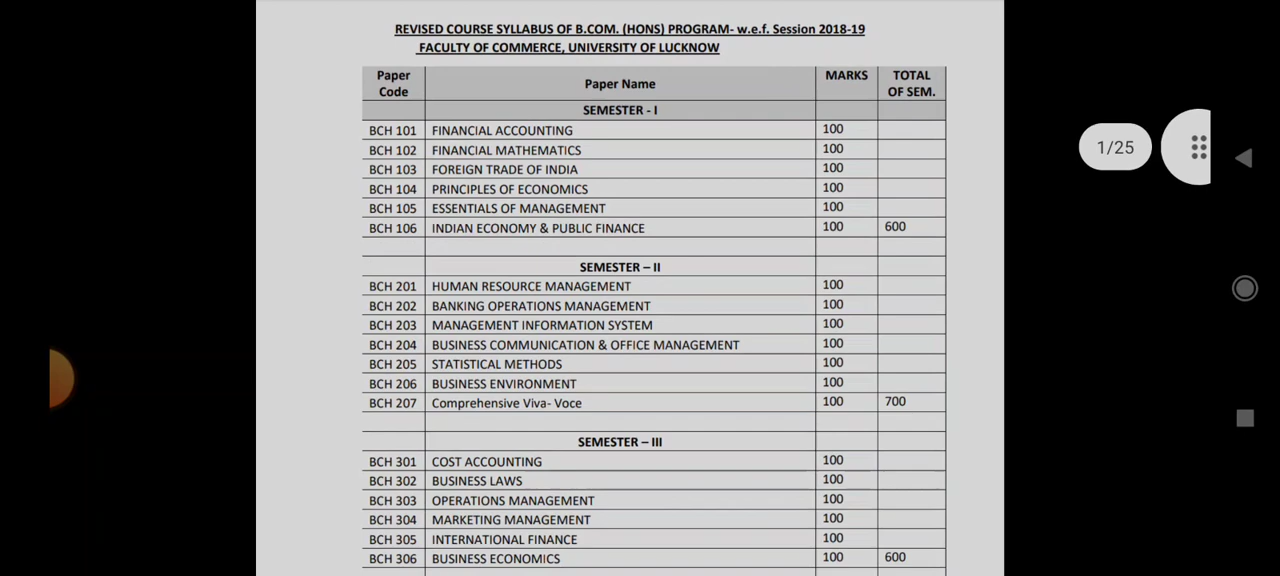 REVISED COURSE SYLLABUS OF B.COM. (HONS) PROGRAM- w.e.f. Session 2018-19
FACULTY OF COMMERCE, UNIVERSITY OF LUCKNOW
Paper Code Paper Name MARKS TOTAL OF SEM.
SEMESTER - I
BCH 101 FINANCIAL ACCOUNTING 100
BCH 102 FINANCIAL MATHEMATICS 100
BCH 103 FOREIGN TRADE OF INDIA 100
BCH 104 PRINCIPLES OF ECONOMICS 100
BCH 105 ESSENTIALS OF MANAGEMENT 100
BCH 106 INDIAN ECONOMY & PUBLIC FINANCE 100 600
SEMESTER – II
BCH 201 HUMAN RESOURCE MANAGEMENT 100
BCH 202 BANKING OPERATIONS MANAGEMENT 100
BCH 203 MANAGEMENT INFORMATION SYSTEM 100
BCH 204 BUSINESS COMMUNICATION & OFFICE MANAGEMENT 100
BCH 205 STATISTICAL METHODS 100
BCH 206 BUSINESS ENVIRONMENT 100
BCH 207 Comprehensive Viva- Voce 100 700
SEMESTER – III
BCH 301 COST ACCOUNTING 100
BCH 302 BUSINESS LAWS 100
BCH 303 OPERATIONS MANAGEMENT 100
BCH 304 MARKETING MANAGEMENT 100
BCH 305 INTERNATIONAL FINANCE 100
BCH 306 BUSINESS ECONOMICS 100 600
1/25